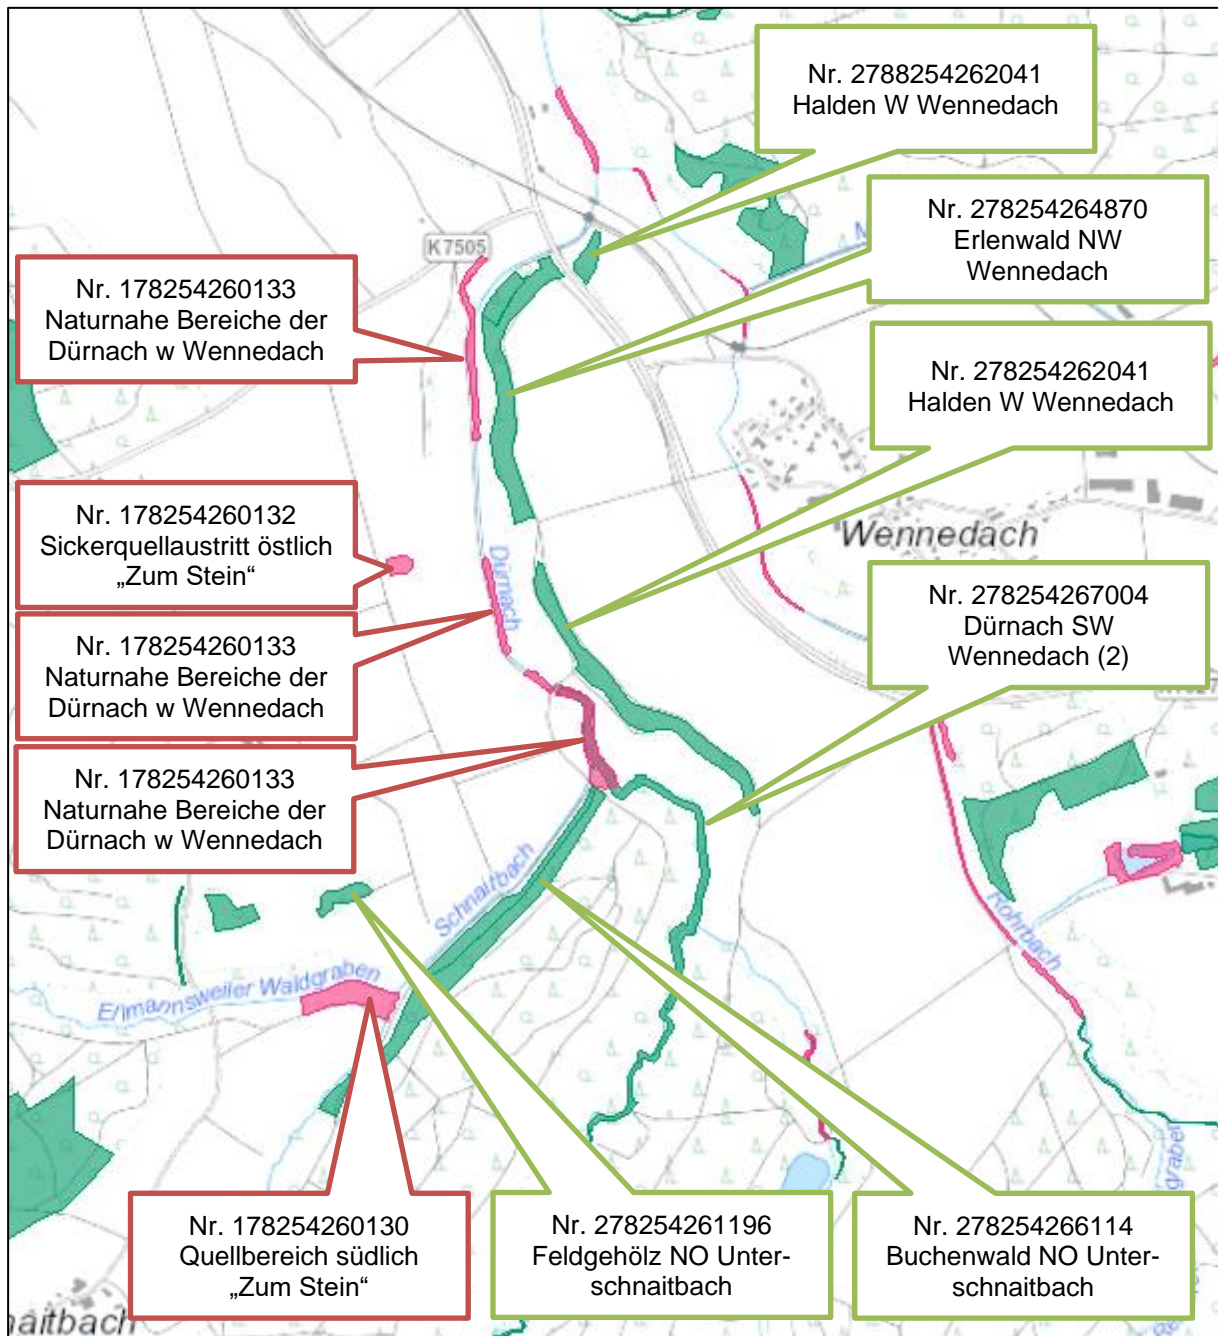 Nr. 2788254262041
Halden W Wennedach
Nr. 278254264870
Erlenwald NW
Wennedach
K7505
Nr. 178254260133
Naturnahe Bereiche der
Dürnach w Wennedach
Nr. 278254262041
Halden W Wennedach
Nr. 178254260132
Sickerquellaustritt östlich
„Zum Stein“
Wennedach
Dürnach
Nr. 278254267004
Dürnach SW
Wennedach (2)
Nr. 178254260133
Naturnahe Bereiche der
Dürnach w Wennedach
Nr. 178254260133
Naturnahe Bereiche der
Dürnach w Wennedach
Schnaitbach
Rohrbach
Erlmannsweiler Waldgraben
graben
Nr. 178254260130
Quellbereich südlich
„Zum Stein“
Nr. 278254261196
Feldgehölz NO Unter-
schnaitbach
Nr. 278254266114
Buchenwald NO Unter-
schnaitbach
naitbach